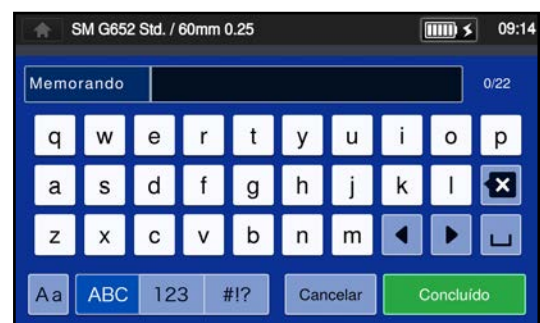 SM G652 Std. / 60mm 0.25 09:14
Memorando 0/22
q w e r t y u i o p
a s d f g h j k l
z x c v b n m
Aa ABC 123 #!? Cancelar Concluído